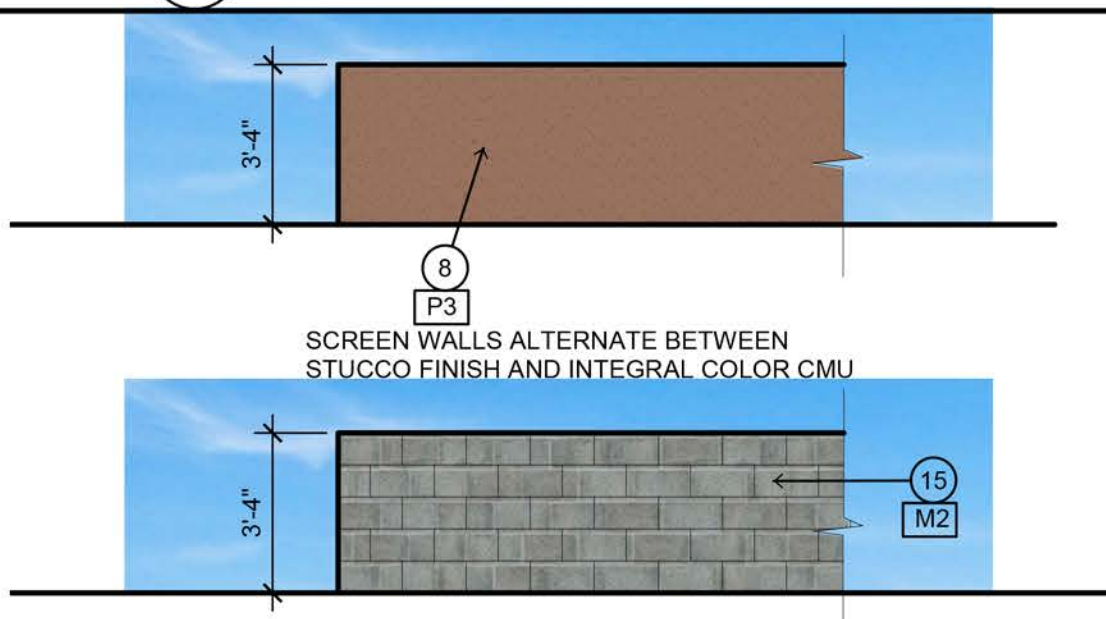 3'-4"
8
P3
SCREEN WALLS ALTERNATE BETWEEN
STUCCO FINISH AND INTEGRAL COLOR CMU
3'-4"
15
M2